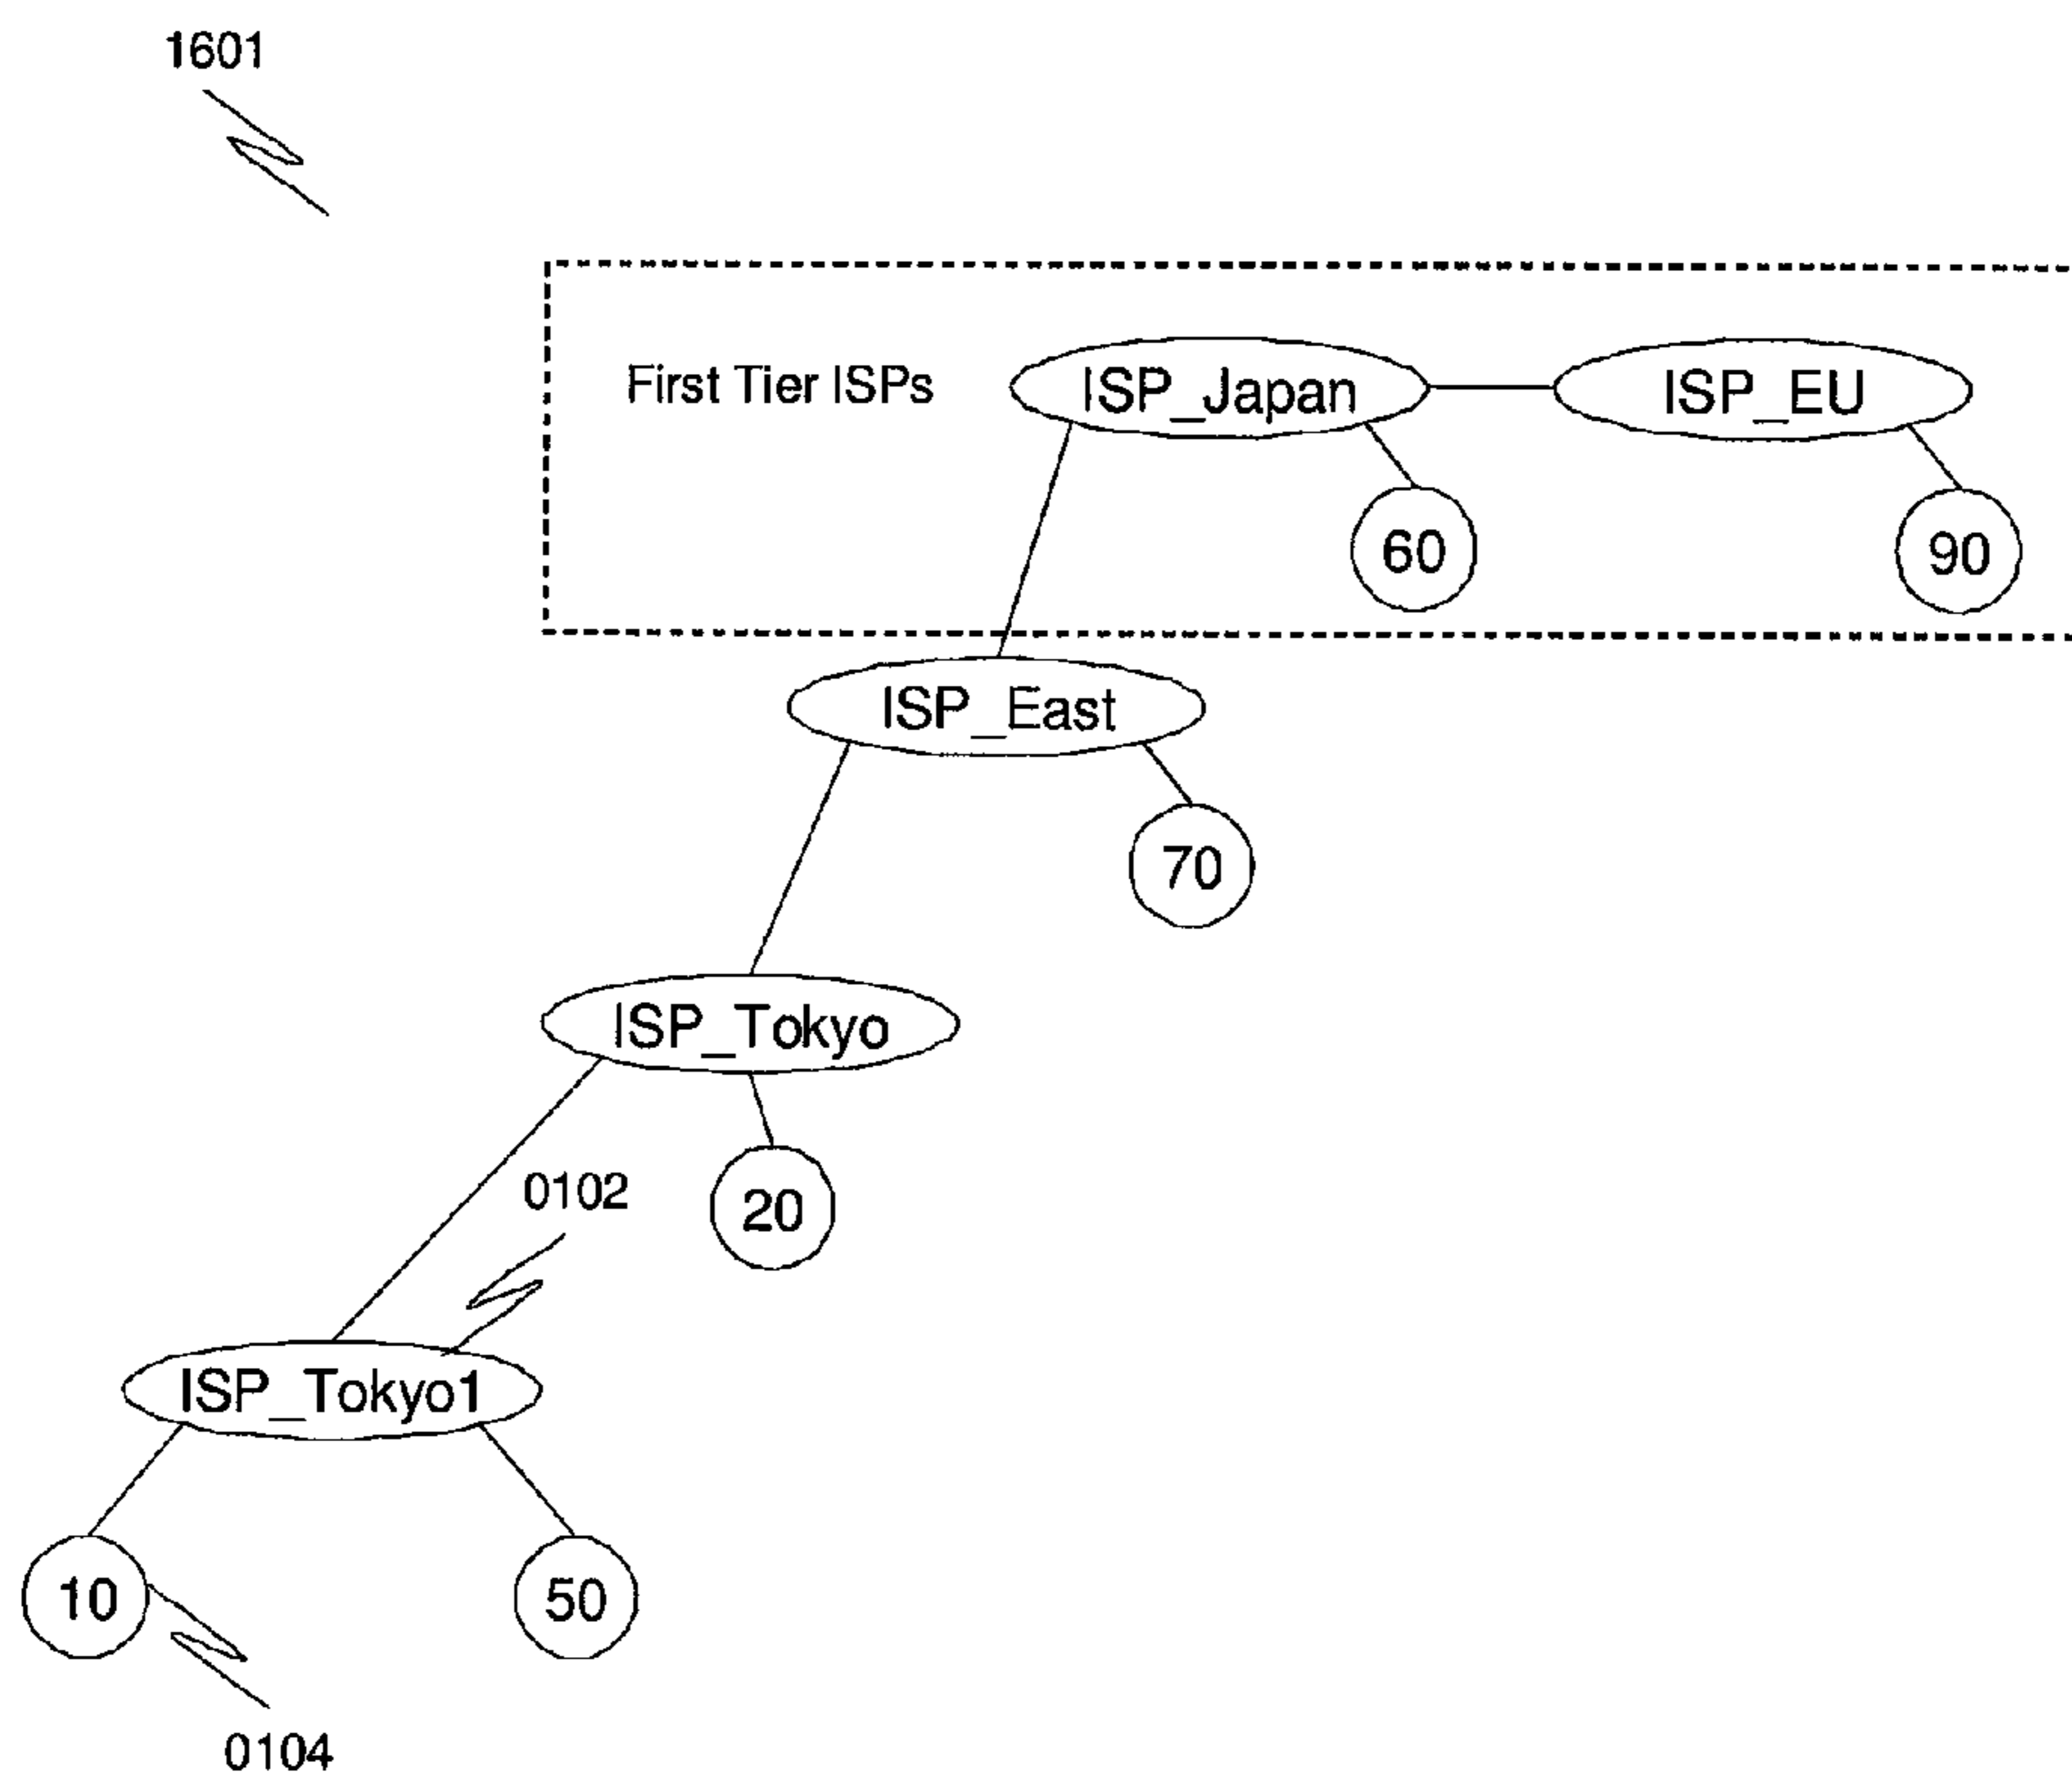 1601
First Tier ISPs
ISP_Japan
ISP_EU
60
90
ISP_East
70
ISP_Tokyo
0102
20
ISP_Tokyo1
10
50
0104